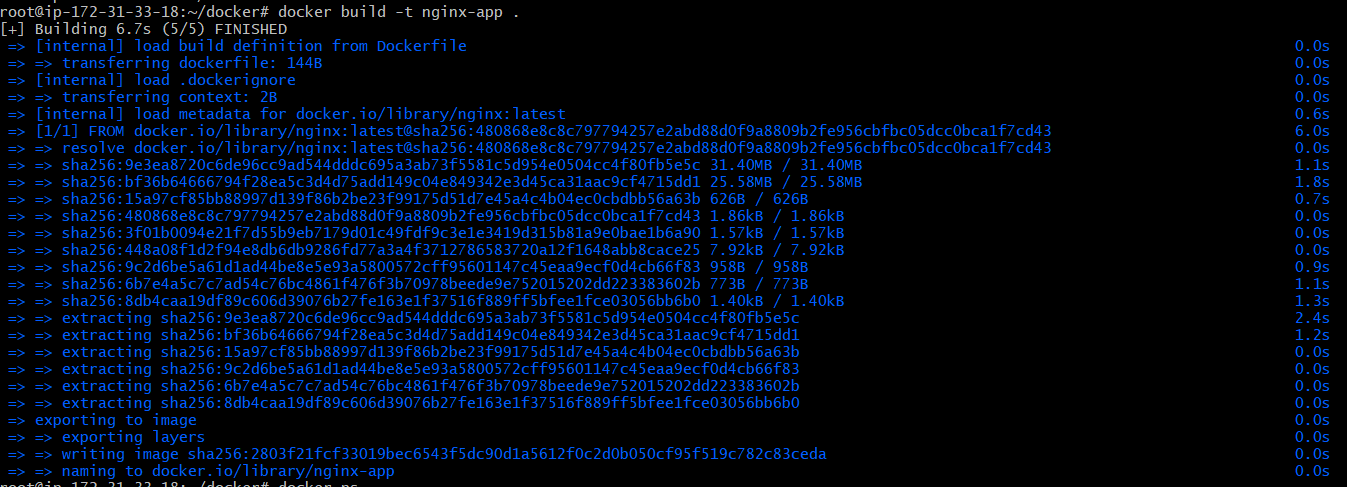 root@ip-172-31-33-18:~/docker# docker build -t nginx-app .
[+] Building 6.7s (5/5) FINISHED
=> [internal] load build definition from Dockerfile 0.0s
=> => transferring dockerfile: 144B 0.0s
=> [internal] load .dockerignore 0.0s
=> => transferring context: 2B 0.0s
=> [internal] load metadata for docker.io/library/nginx:latest 0.6s
=> [1/1] FROM docker.io/library/nginx:latest@sha256:480868e8c8c797794257e2abd88d0f9a8809b2fe956cbfbc05dcc0bca1f7cd43 6.0s
=> => resolve docker.io/library/nginx:latest@sha256:480868e8c8c797794257e2abd88d0f9a8809b2fe956cbfbc05dcc0bca1f7cd43 0.0s
=> => sha256:9e3ea8720c6de96cc9ad544dddc695a3ab73f5581c5d954e0504cc4f80fb5e5c 31.40MB / 31.40MB 1.1s
=> => sha256:bf36b64666794f28ea5c3d4d75add149c04e849342e3d45ca31aac9cf4715dd1 25.58MB / 25.58MB 1.8s
=> => sha256:15a97cf85bb88997d139f86b2be23f99175d51d7e45a4c4b04ec0cbdbb56a63b 626B / 626B 0.7s
=> => sha256:480868e8c8c797794257e2abd88d0f9a8809b2fe956cbfbc05dcc0bca1f7cd43 1.86kB / 1.86kB 0.0s
=> => sha256:3f01b0094e21f7d55b9eb7179d01c49fdf9c3e1e3419d315b81a9e0bae1b6a90 1.57kB / 1.57kB 0.0s
=> => sha256:448a08f1d2f94e8db6db9286fd77a3a4f3712786583720a12f1648abb8cace25 7.92kB / 7.92kB 0.0s
=> => sha256:9c2d6be5a61d1ad44be8e5e93a5800572cff95601147c45eaa9ecf0d4cb66f83 958B / 958B 0.9s
=> => sha256:6b7e4a5c7c7ad54c76bc4861f476f3b70978beede9e752015202dd223383602b 773B / 773B 1.1s
=> => sha256:8db4caa19df89c606d39076b27fe163e1f37516f889ff5bfee1fce03056bb6b0 1.40kB / 1.40kB 1.3s
=> => extracting sha256:9e3ea8720c6de96cc9ad544dddc695a3ab73f5581c5d954e0504cc4f80fb5e5c 2.4s
=> => extracting sha256:bf36b64666794f28ea5c3d4d75add149c04e849342e3d45ca31aac9cf4715dd1 1.2s
=> => extracting sha256:15a97cf85bb88997d139f86b2be23f99175d51d7e45a4c4b04ec0cbdbb56a63b 0.0s
=> => extracting sha256:9c2d6be5a61d1ad44be8e5e93a5800572cff95601147c45eaa9ecf0d4cb66f83 0.0s
=> => extracting sha256:6b7e4a5c7c7ad54c76bc4861f476f3b70978beede9e752015202dd223383602b 0.0s
=> => extracting sha256:8db4caa19df89c606d39076b27fe163e1f37516f889ff5bfee1fce03056bb6b0 0.0s
=> exporting to image 0.0s
=> => exporting layers 0.0s
=> => writing image sha256:2803f21fcf33019bec6543f5dc90d1a5612f0c2d0b050cf95f519c782c83ceda 0.0s
=> => naming to docker.io/library/nginx-app 0.0s
root@ip-172-31-33-18:~/docker# docker ps